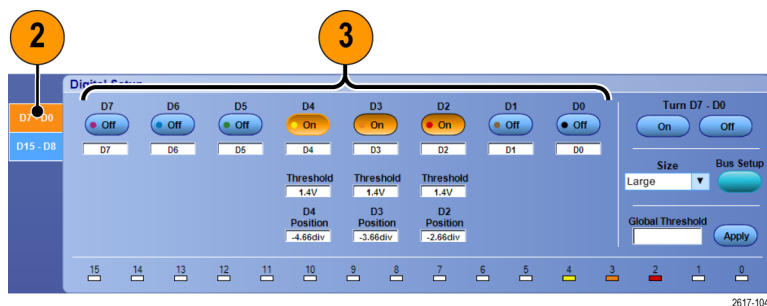 2
3
Digital Setup
D7 - D0
D15 - D8
D7 D6 D5 D4 D3 D2 D1 D0
Off Off Off On On On Off Off
D7 D6 D5 D4 D3 D2 D1 D0
Threshold Threshold Threshold
1.4V 1.4V 1.4V
D4 D3 D2
Position Position Position
-4.66div -3.66div -2.66div
Turn D7 - D0
On Off
Size Bus Setup
Large
Global Threshold
Apply
15 14 13 12 11 10 9 8 7 6 5 4 3 2 1 0
2617-104